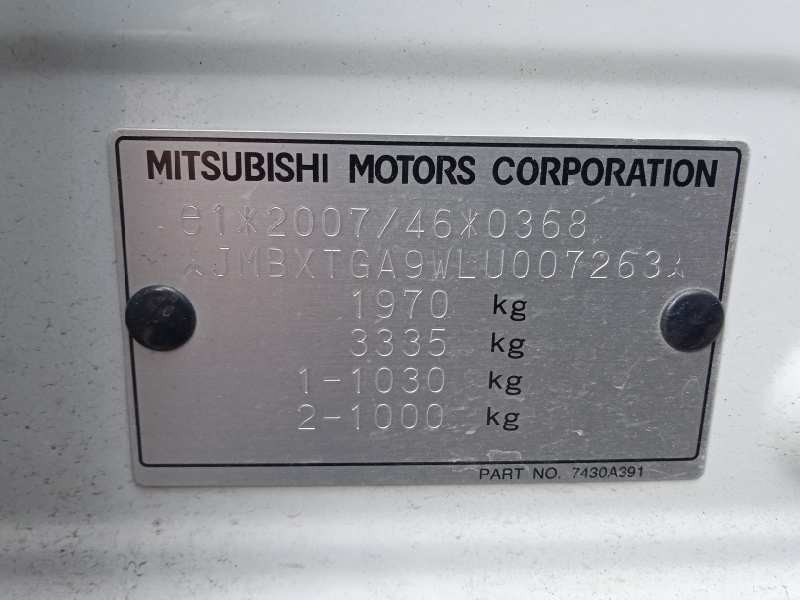 MITSUBISHI MOTORS CORPORATION
e1*2007/46*0368
*JMBXTGA9WLU007263*
1970 kg
3335 kg
1-1030 kg
2-1000 kg
PART NO. 7430A391